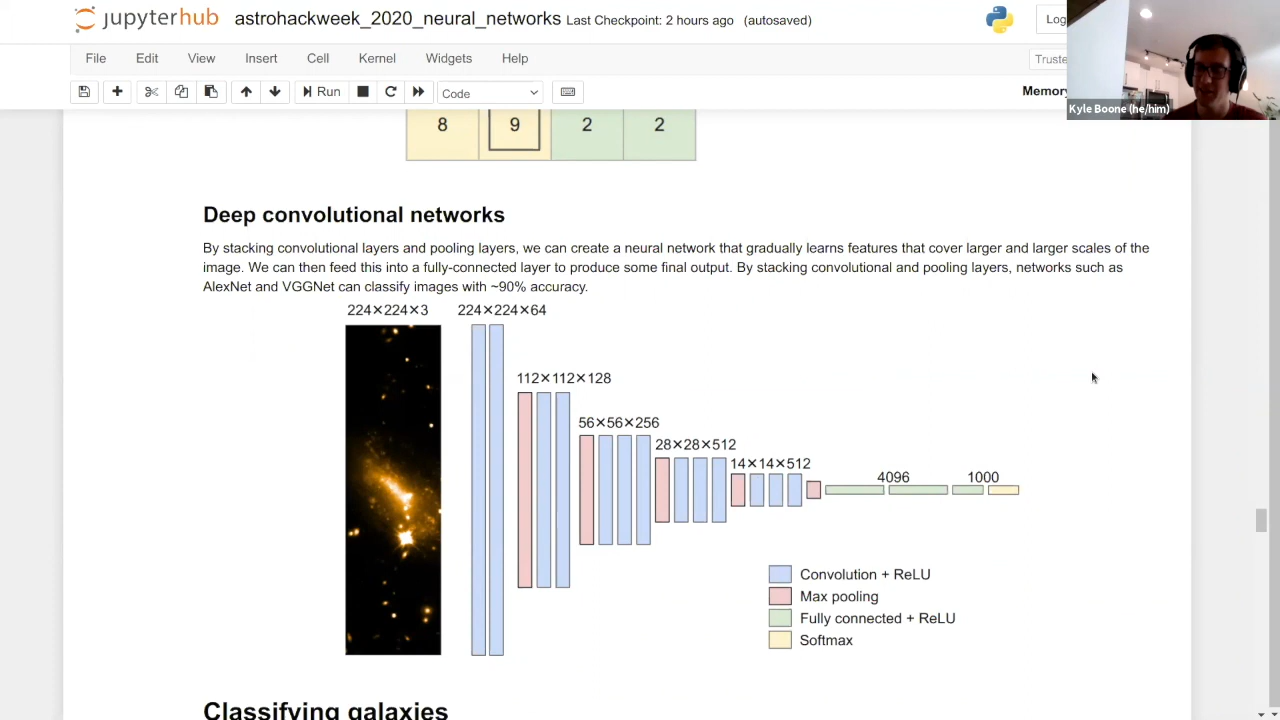 jupyterhub astrohackweek_2020_neural_networks Last Checkpoint: 2 hours ago (autosaved)
File Edit View Insert Cell Kernel Widgets Help
Run Code
Memory
Kyle Boone (he/him)
8 9 2 2
Deep convolutional networks
By stacking convolutional layers and pooling layers, we can create a neural network that gradually learns features that cover larger and larger scales of the
image. We can then feed this into a fully-connected layer to produce some final output. By stacking convolutional and pooling layers, networks such as
AlexNet and VGGNet can classify images with ~90% accuracy.
224×224×3 224×224×64
112×112×128
56×56×256
28×28×512
14×14×512
4096 1000
Convolution + ReLU
Max pooling
Fully connected + ReLU
Softmax
Classifying galaxies